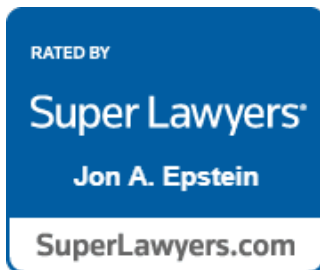 RATED BY
Super Lawyers®
Jon A. Epstein
SuperLawyers.com